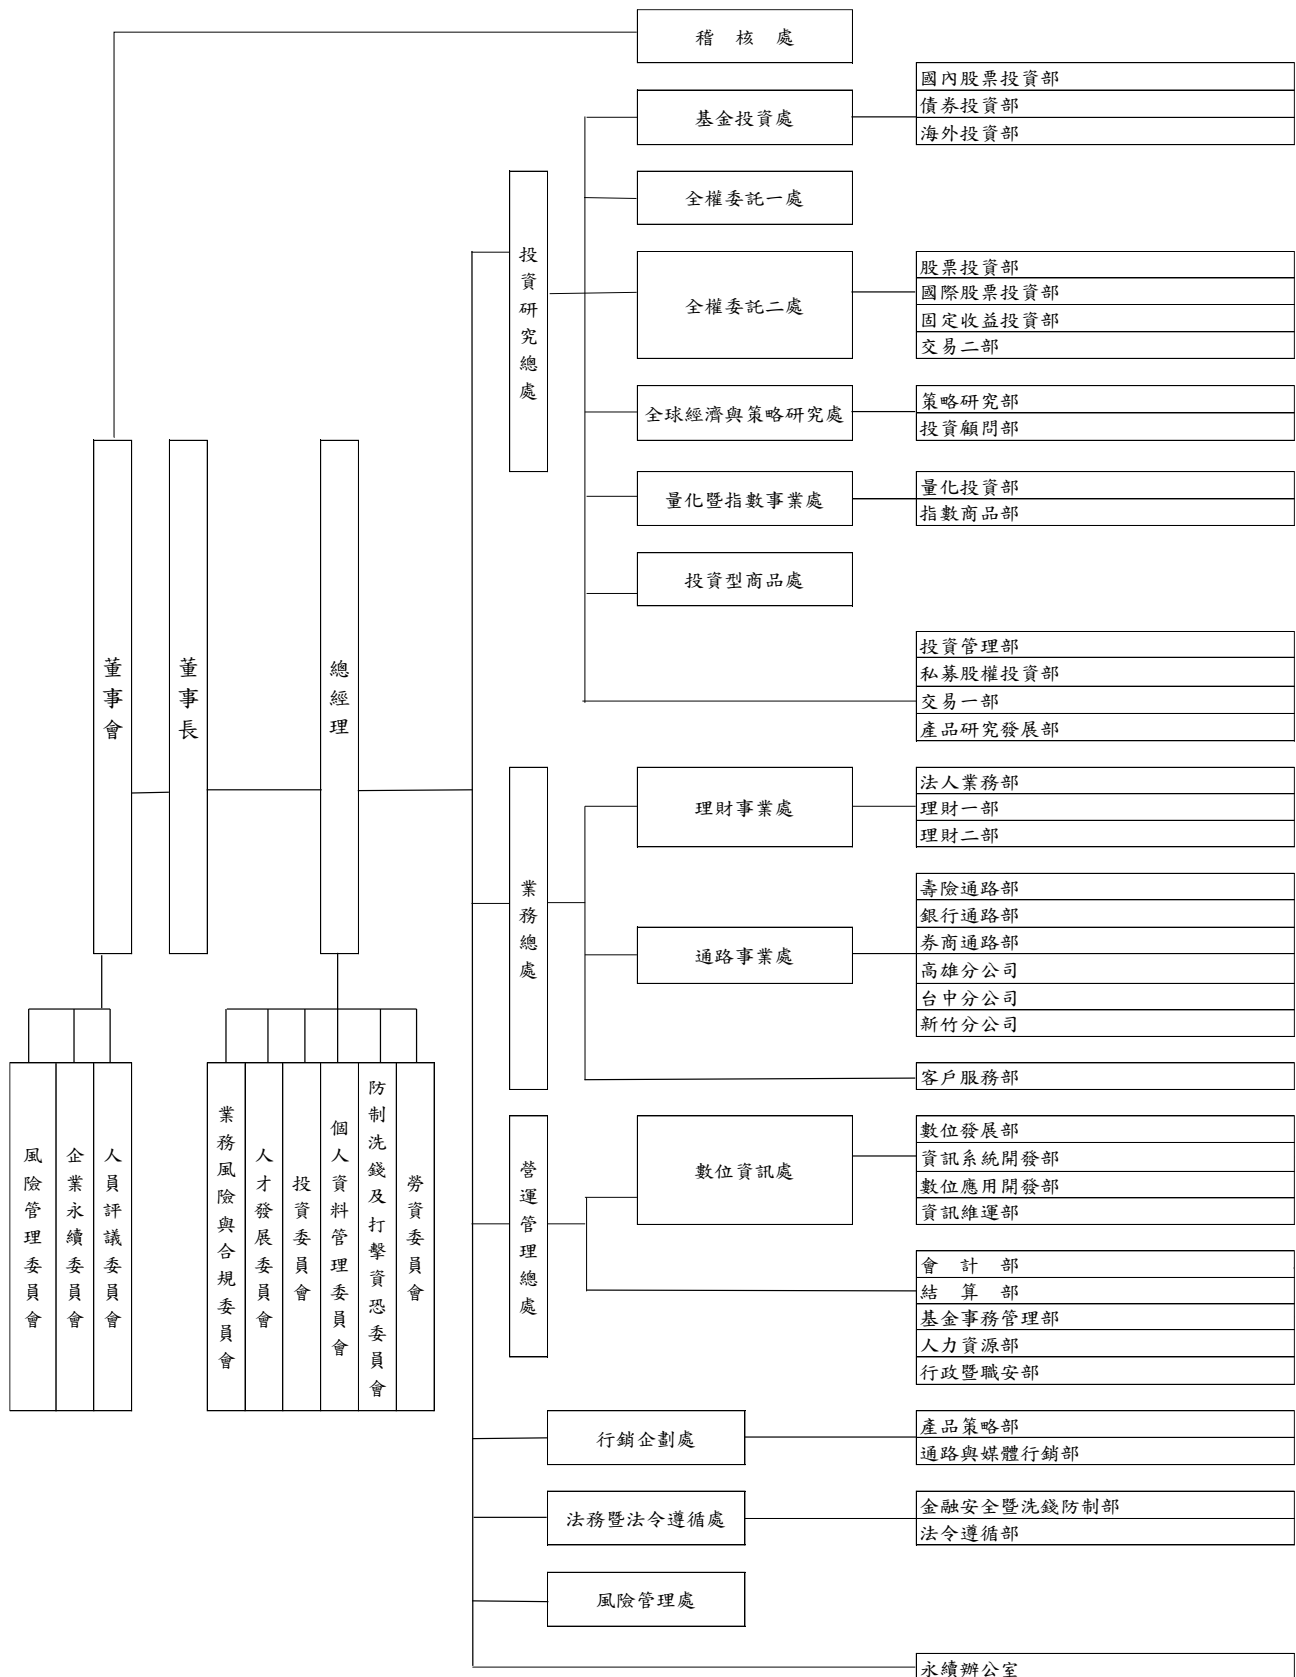 稽 核 處
國內股票投資部
基金投資處
債券投資部
海外投資部
全權委託一處
投資研究總處
股票投資部
全權委託二處
國際股票投資部
固定收益投資部
交易二部
全球經濟與策略研究處
策略研究部
投資顧問部
量化暨指數事業處
量化投資部
指數商品部
投資型商品處
投資管理部
私募股權投資部
交易一部
產品研究發展部
董事會
董事長
總經理
理財事業處
法人業務部
理財一部
理財二部
業務總處
通路事業處
壽險通路部
銀行通路部
券商通路部
高雄分公司
台中分公司
新竹分公司
客戶服務部
風險管理委員會
企業永續委員會
人員評議委員會
業務風險與合規委員會
人才發展委員會
投資委員會
個人資料管理委員會
防制洗錢及打擊資恐委員會
勞資委員會
營運管理總處
數位資訊處
數位發展部
資訊系統開發部
數位應用開發部
資訊維運部
會 計 部
結 算 部
基金事務管理部
人力資源部
行政暨職安部
行銷企劃處
產品策略部
通路與媒體行銷部
法務暨法令遵循處
金融安全暨洗錢防制部
法令遵循部
風險管理處
永續辦公室